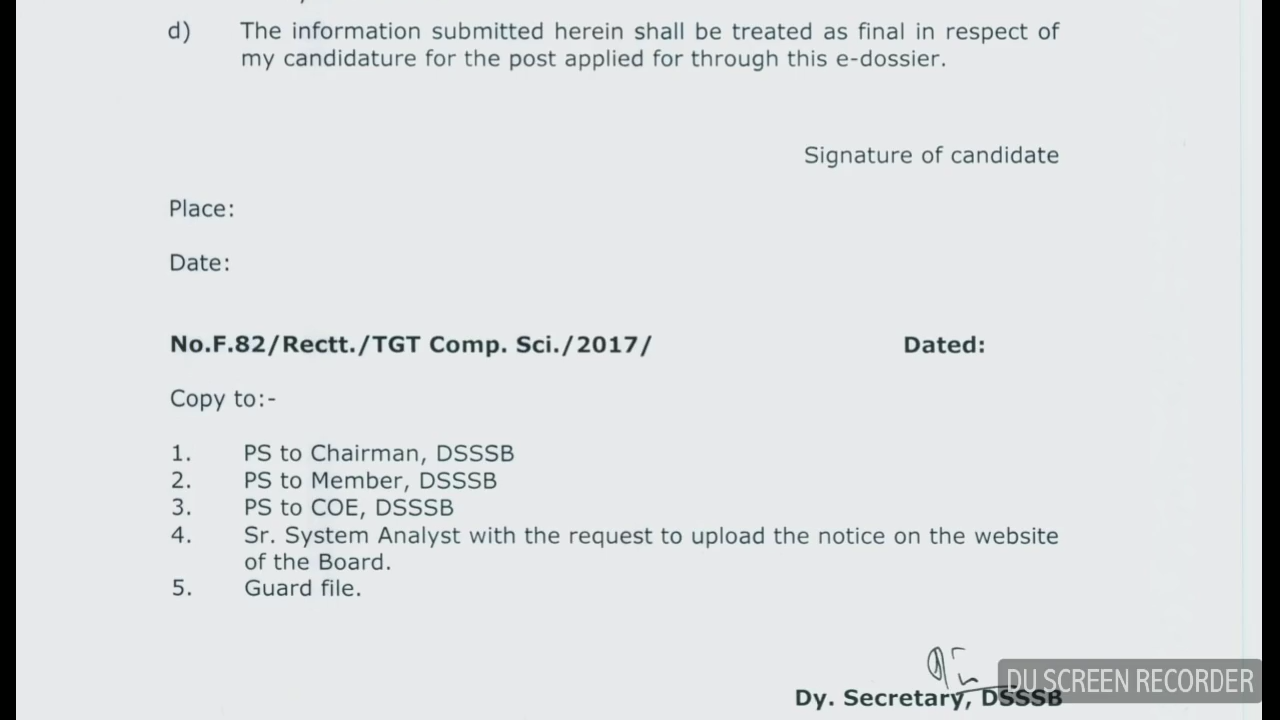 d) The information submitted herein shall be treated as final in respect of
my candidature for the post applied for through this e-dossier.
Signature of candidate
Place:
Date:
No.F.82/Rectt./TGT Comp. Sci./2017/ Dated:
Copy to:-
1. PS to Chairman, DSSSB
2. PS to Member, DSSSB
3. PS to COE, DSSSB
4. Sr. System Analyst with the request to upload the notice on the website
of the Board.
5. Guard file.
DU SCREEN RECORDER
Dy. Secretary, DSSSB